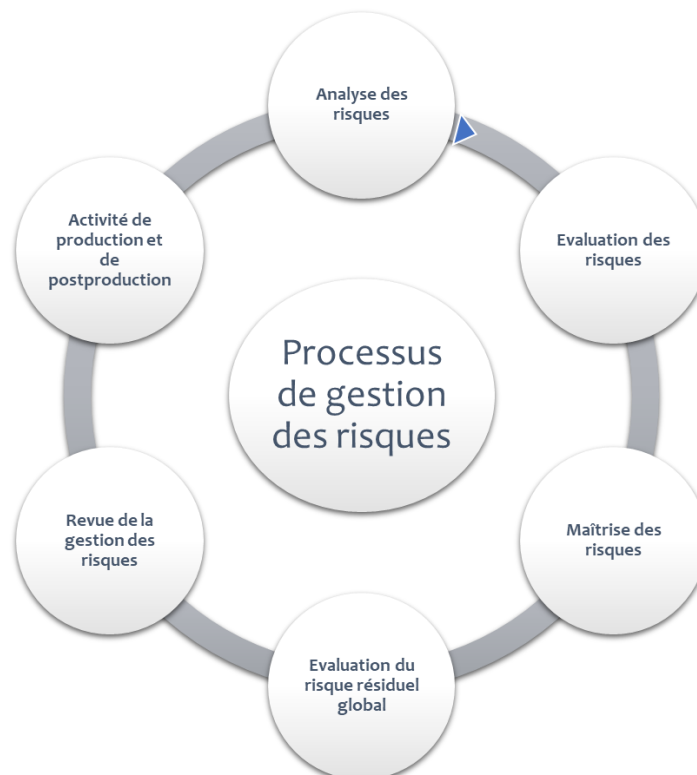 Analyse des
risques
Evaluation des
risques
Maîtrise des
risques
Evaluation du
risque résiduel
global
Revue de la
gestion des
risques
Activité de
production et
de
postproduction
Processus
de gestion
des risques